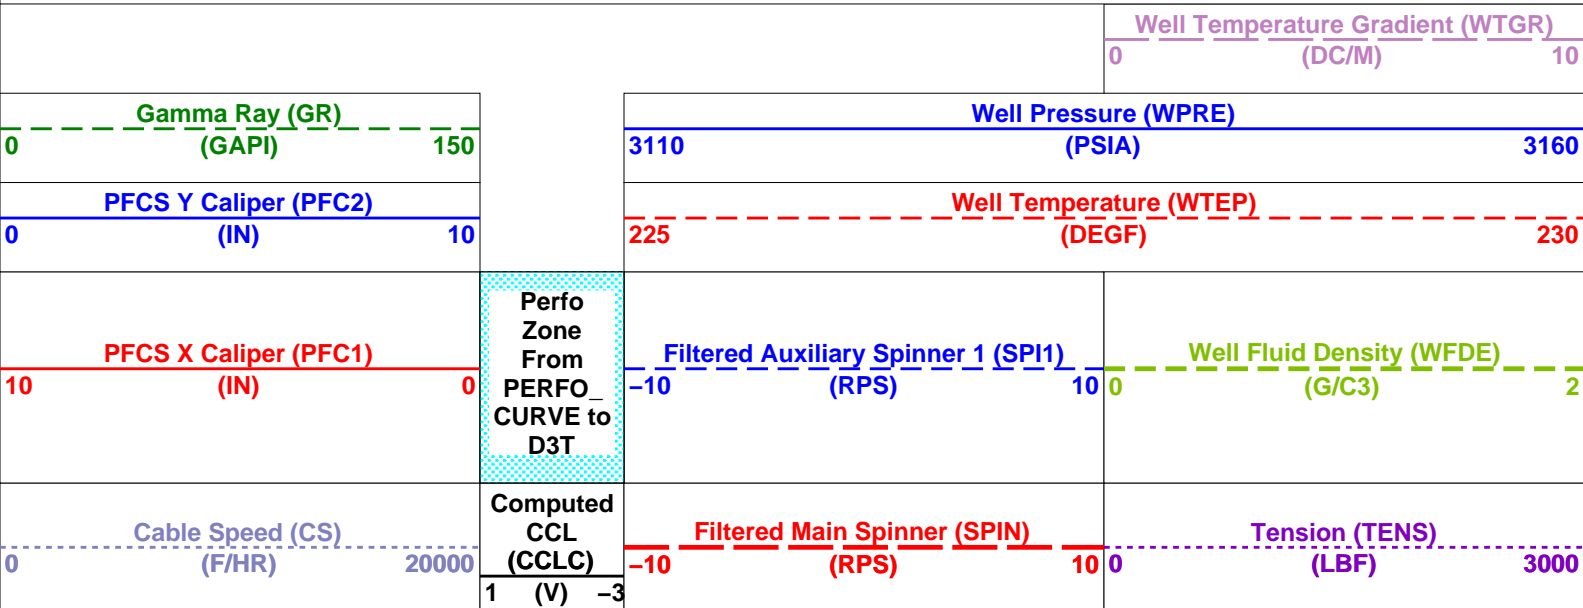 Well Temperature Gradient (WTGR)
0 (DC/M) 10
Gamma Ray (GR)
0 (GAPI) 150
Well Pressure (WPRE)
3110 (PSIA) 3160
PFCS Y Caliper (PFC2)
0 (IN) 10
Well Temperature (WTEP)
225 (DEGF) 230
PFCS X Caliper (PFC1)
10 (IN) 0
Perfo
Zone
From
PERFO_
CURVE to
D3T
Filtered Auxiliary Spinner 1 (SPI1)
−10 (RPS) 10
Well Fluid Density (WFDE)
0 (G/C3) 2
Cable Speed (CS)
0 (F/HR) 20000
Computed
CCL
(CCLC)
1 (V) −3
Filtered Main Spinner (SPIN)
−10 (RPS) 10
Tension (TENS)
0 (LBF) 3000